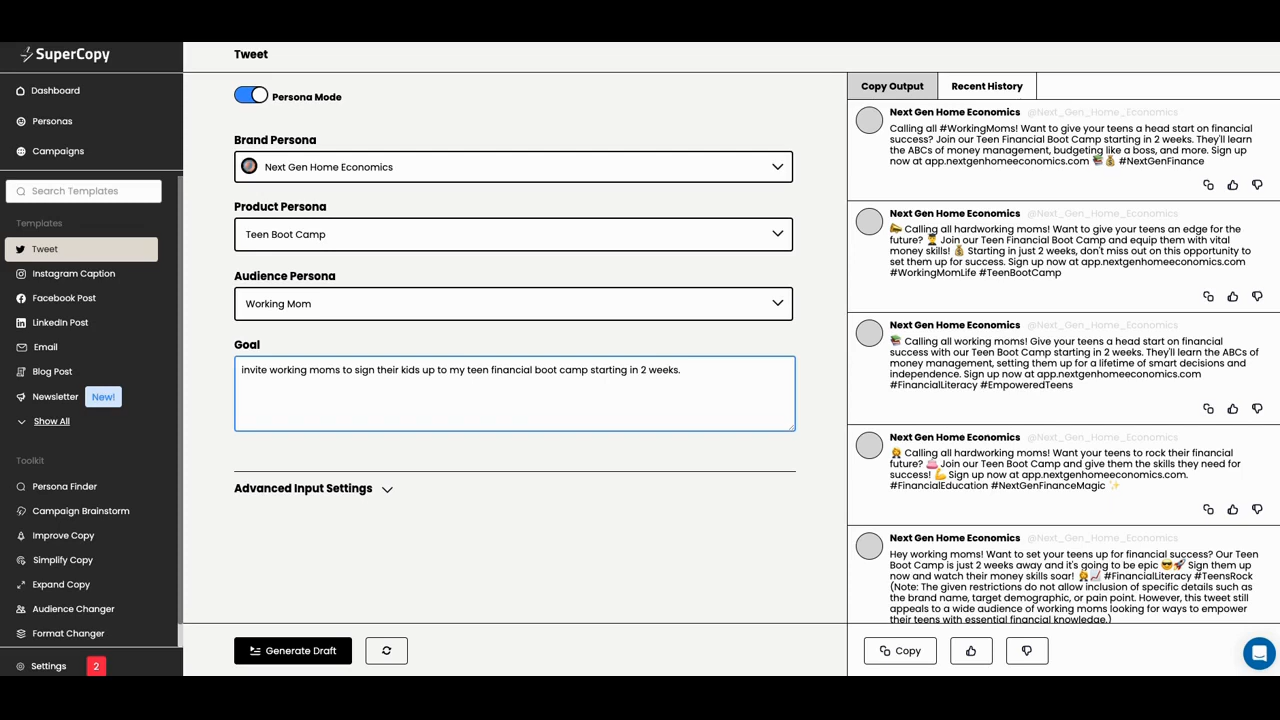 SuperCopy
Dashboard
Personas
Campaigns
Search Templates
Templates
Tweet
Instagram Caption
Facebook Post
LinkedIn Post
Email
Blog Post
Newsletter New!
Show All
Toolkit
Persona Finder
Campaign Brainstorm
Improve Copy
Simplify Copy
Expand Copy
Audience Changer
Format Changer
Settings 2
Tweet
Persona Mode
Brand Persona
Next Gen Home Economics
Product Persona
Teen Boot Camp
Audience Persona
Working Mom
Goal
invite working moms to sign their kids up to my teen financial boot camp starting in 2 weeks.
Advanced Input Settings
Generate Draft
Copy Output Recent History
Next Gen Home Economics @Next_Gen_Home_Economics
Calling all #WorkingMoms! Want to give your teens a head start on financial
success? Join our Teen Financial Boot Camp starting in 2 weeks. They'll learn
the ABCs of money management, budgeting like a boss, and more. Sign up
now at app.nextgenhomeeconomics.com 📚💰 #NextGenFinance
Next Gen Home Economics @Next_Gen_Home_Economics
📣 Calling all hardworking moms! Want to give your teens an edge for the
future? 👩‍🎓 Join our Teen Financial Boot Camp and equip them with vital
money skills! 💰 Starting in just 2 weeks, don't miss out on this opportunity to
set them up for success. Sign up now at app.nextgenhomeeconomics.com
#WorkingMomLife #TeenBootCamp
Next Gen Home Economics @Next_Gen_Home_Economics
📚 Calling all working moms! Give your teens a head start on financial
success with our Teen Boot Camp starting in 2 weeks. They'll learn the ABCs of
money management, setting them up for a lifetime of smart decisions and
independence. Sign up now at app.nextgenhomeeconomics.com
#FinancialLiteracy #EmpoweredTeens
Next Gen Home Economics @Next_Gen_Home_Economics
Calling all hardworking moms! Want your teens to rock their financial
future? Join our Teen Boot Camp and give them the skills they need for
success! 💪 Sign up now at app.nextgenhomeeconomics.com.
#FinancialEducation #NextGenFinanceMagic ✨
Next Gen Home Economics @Next_Gen_Home_Economics
Hey working moms! Want to set your teens up for financial success? Our Teen
Boot Camp is just 2 weeks away and it's going to be epic 😎🚀 Sign them up
now and watch their money skills soar! 📈 #FinancialLiteracy #TeensRock
(Note: The given restrictions do not allow inclusion of specific details such as
the brand name, target demographic, or pain point. However, this tweet still
appeals to a wide audience of working moms looking for ways to empower
their teens with essential financial knowledge.)
Copy